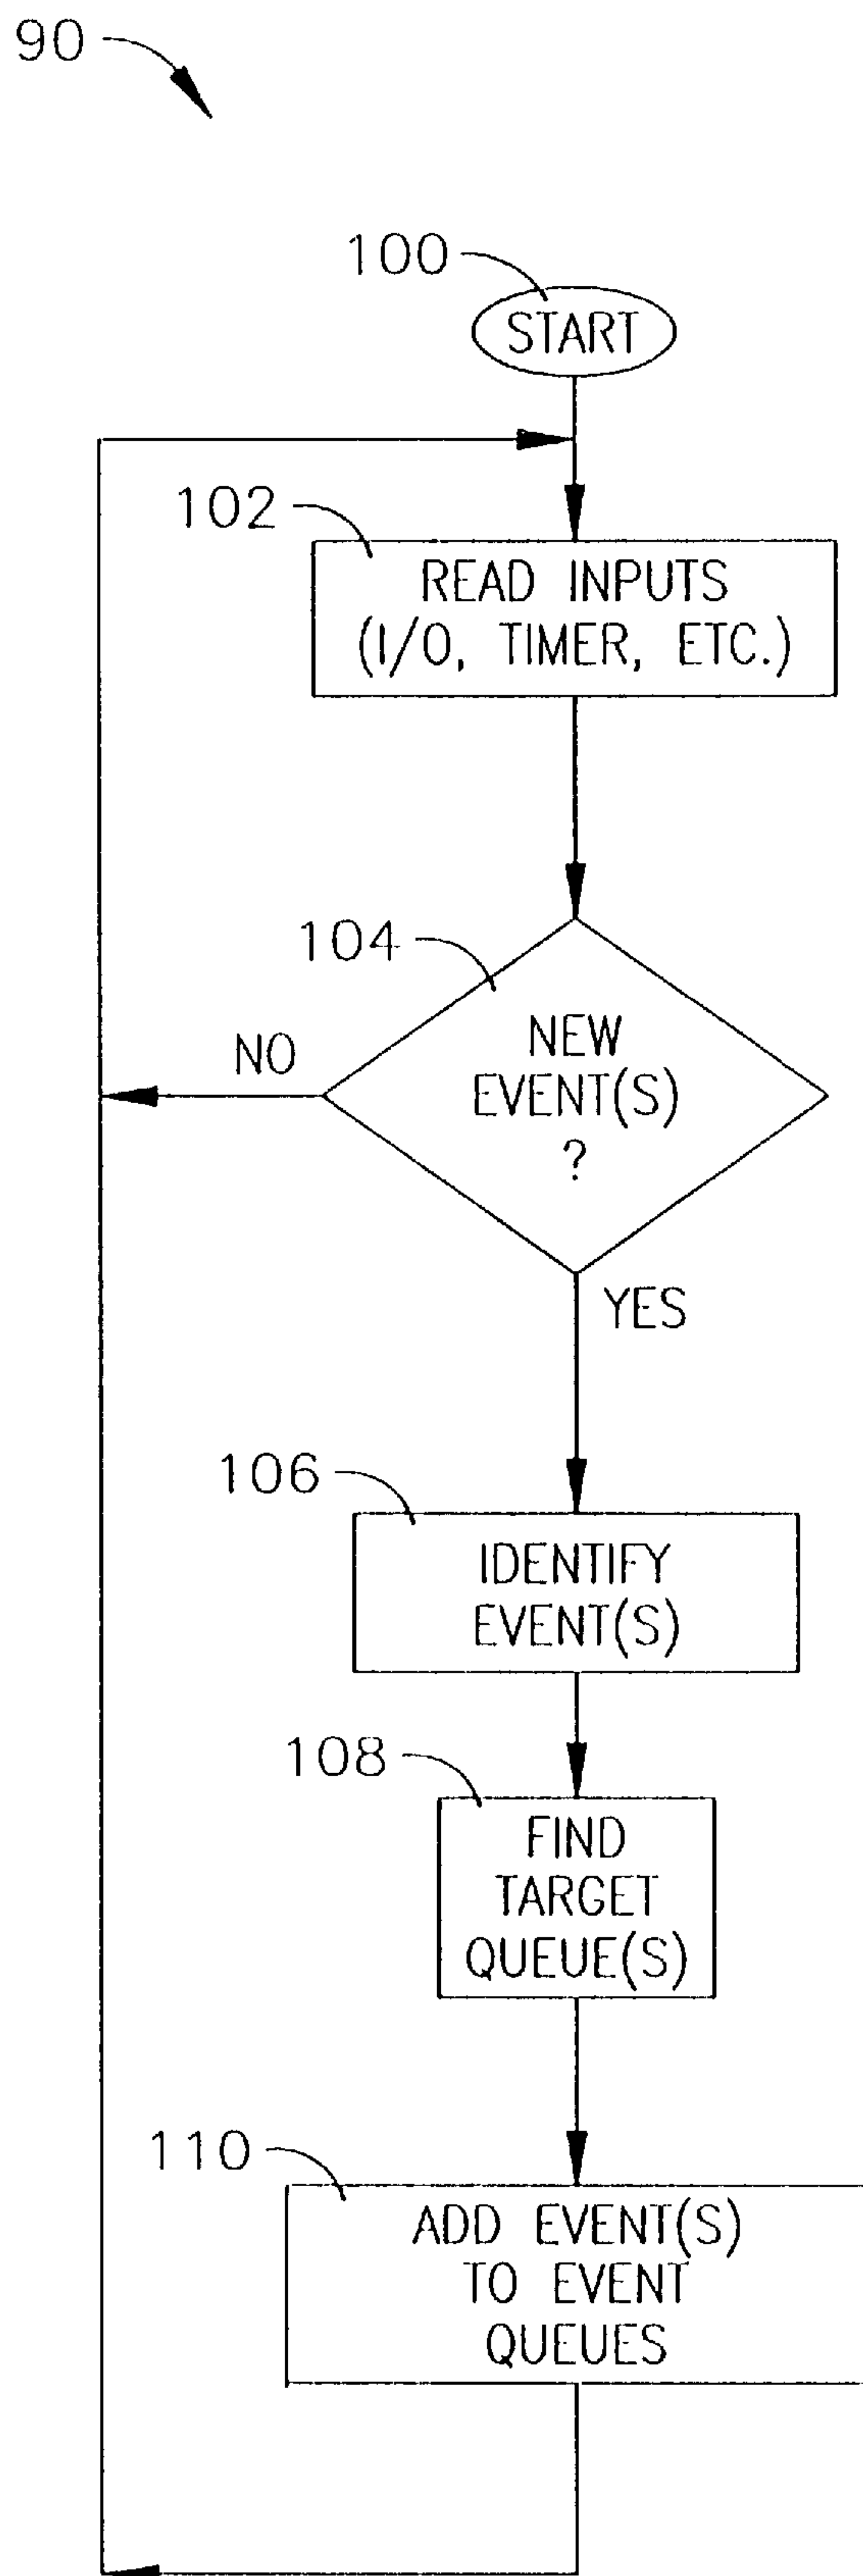 90
100
START
102
READ INPUTS
(I/O, TIMER, ETC.)
104
NEW
EVENT(S)
?
NO
YES
106
IDENTIFY
EVENT(S)
108
FIND
TARGET
QUEUE(S)
110
ADD EVENT(S)
TO EVENT
QUEUES